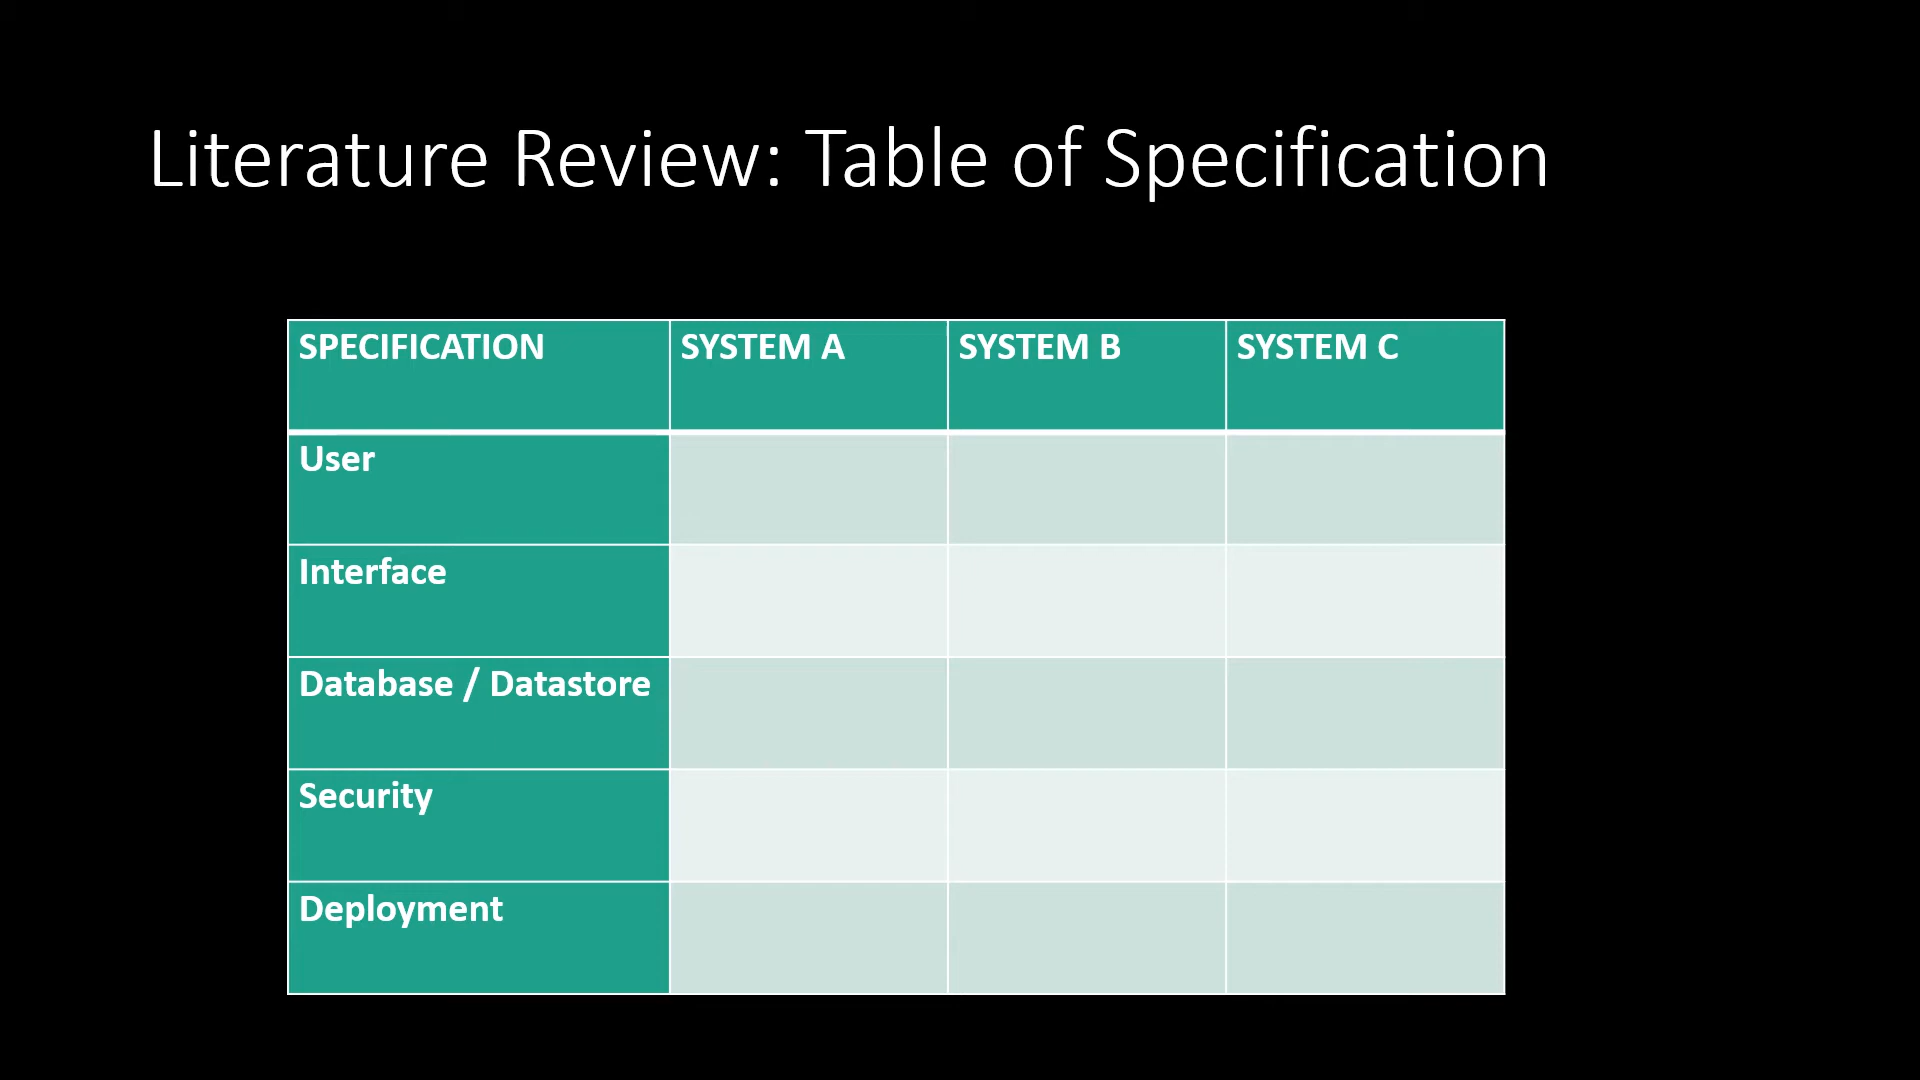 Literature Review: Table of Specification
SPECIFICATION SYSTEM A SYSTEM B SYSTEM C
User
Interface
Database / Datastore
Security
Deployment